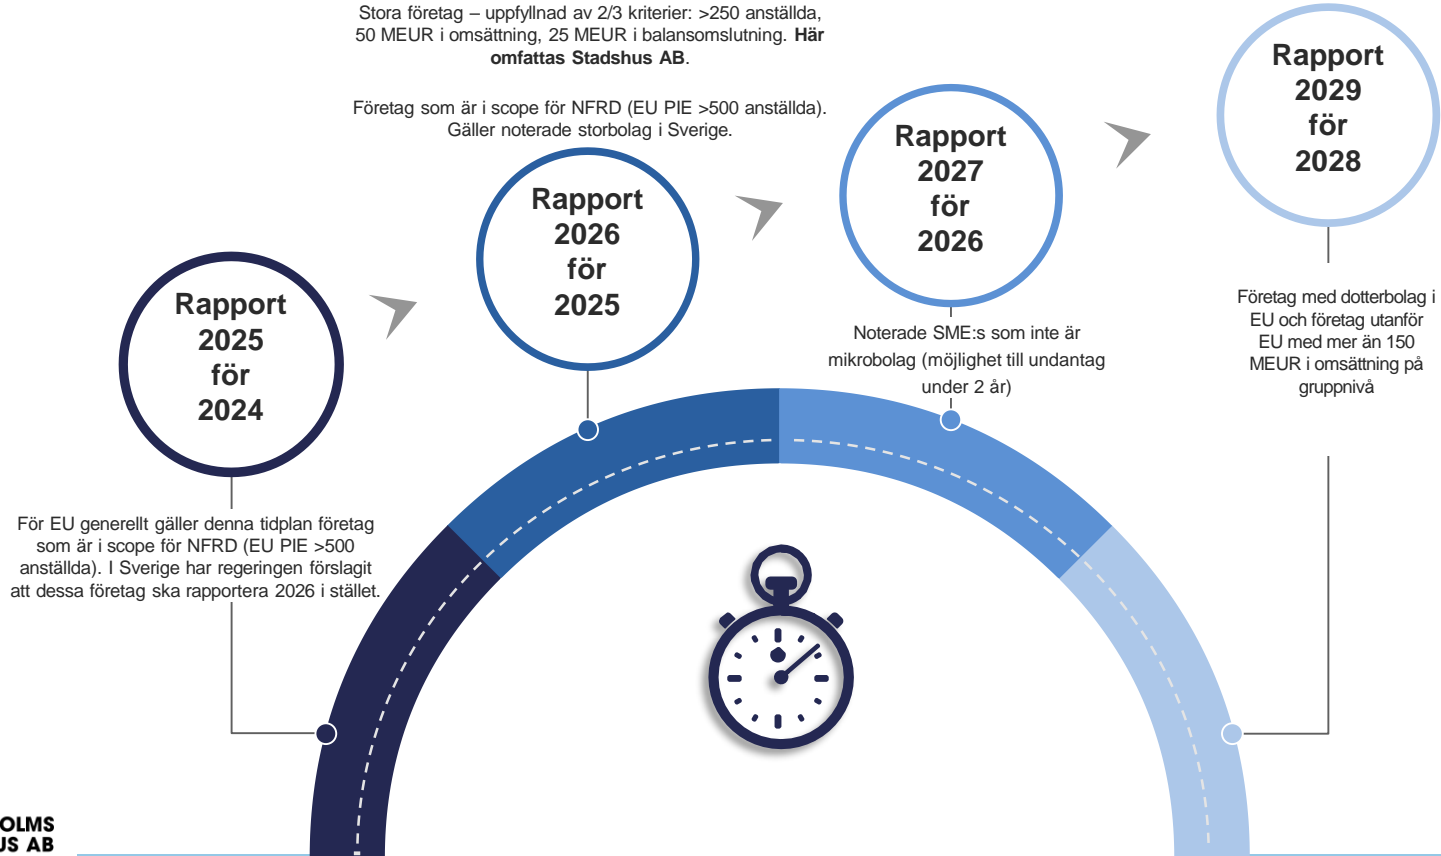 Stora företag – uppfyllnad av 2/3 kriterier: >250 anställda,
50 MEUR i omsättning, 25 MEUR i balansomslutning. Här
omfattas Stadshus AB.
Företag som är i scope för NFRD (EU PIE >500 anställda).
Gäller noterade storbolag i Sverige.
Rapport
2025
för
2024
Rapport
2026
för
2025
Rapport
2027
för
2026
Rapport
2029
för
2028
För EU generellt gäller denna tidplan företag
som är i scope för NFRD (EU PIE >500
anställda). I Sverige har regeringen förslagit
att dessa företag ska rapportera 2026 i stället.
Noterade SME:s som inte är
mikrobolag (möjlighet till undantag
under 2 år)
Företag med dotterbolag i
EU och företag utanför
EU med mer än 150
MEUR i omsättning på
gruppnivå
OLMS
US AB